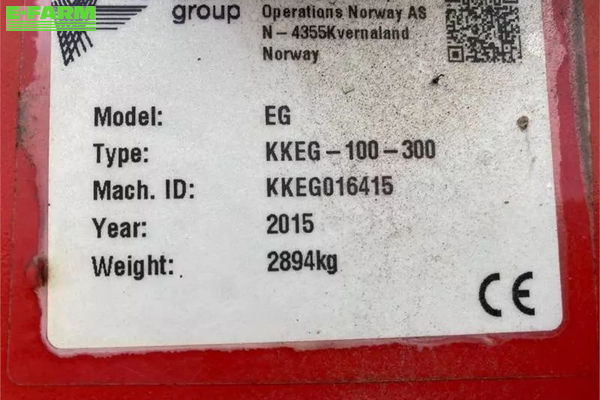 E-FARM
group
Operations Norway AS
N-4355Kvernaland
Norway
Model: EG
Type: KKEG-100-300
Mach. ID: KKEG016415
Year: 2015
Weight: 2894kg
CE